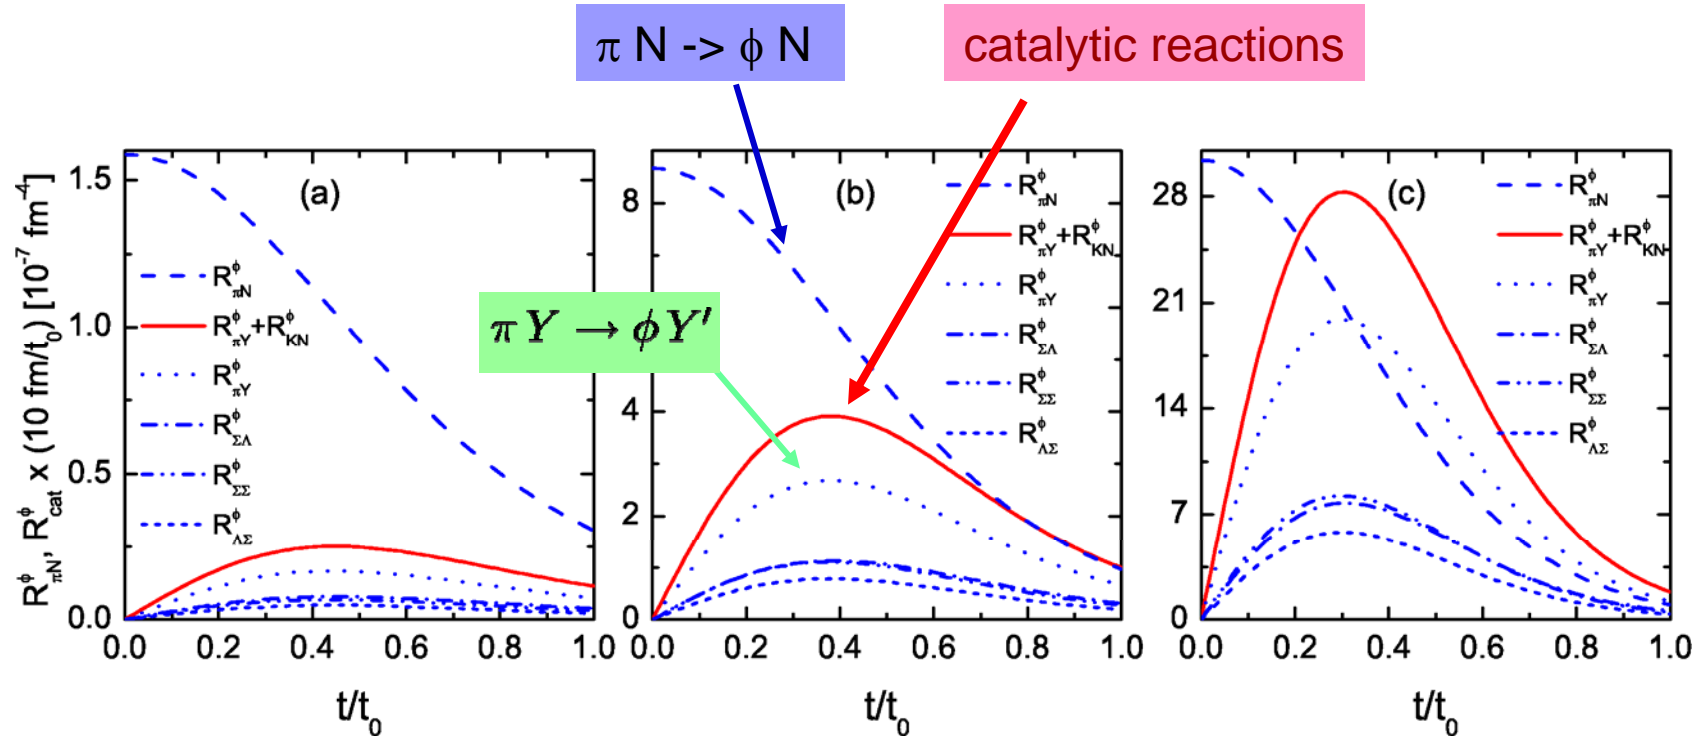 π N -> ϕ N
catalytic reactions
π Y → ϕ Y'
R^ϕ_πN, R^ϕ_cat x (10 fm/t_0) [10^-7 fm^-4]
(a)
1.5
1.0
0.5
0.0
R^ϕ_πN
R^ϕ_πY+R^ϕ_KN
R^ϕ_πY
R^ϕ_ΣΛ
R^ϕ_ΣΣ
R^ϕ_ΛΣ
0.0 0.2 0.4 0.6 0.8 1.0
t/t_0
(b)
8
4
2
0
R^ϕ_πN
R^ϕ_πY+R^ϕ_KN
R^ϕ_πY
R^ϕ_ΣΛ
R^ϕ_ΣΣ
R^ϕ_ΛΣ
0.0 0.2 0.4 0.6 0.8 1.0
t/t_0
(c)
28
21
14
7
0
R^ϕ_πN
R^ϕ_πY+R^ϕ_KN
R^ϕ_πY
R^ϕ_ΣΛ
R^ϕ_ΣΣ
R^ϕ_ΛΣ
0.0 0.2 0.4 0.6 0.8 1.0
t/t_0